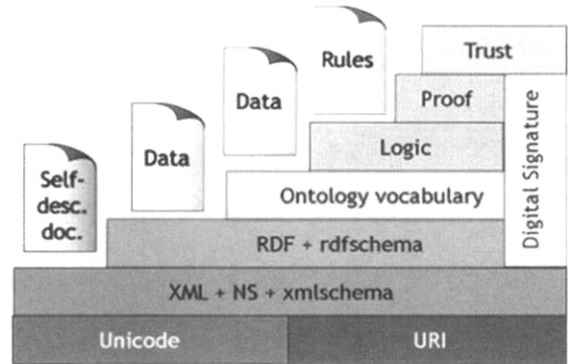 Rules
Trust
Data
Proof
Data
Logic
Self-
desc.
doc.
Ontology vocabulary
Digital Signature
RDF + rdfschema
XML + NS + xmlschema
Unicode
URI